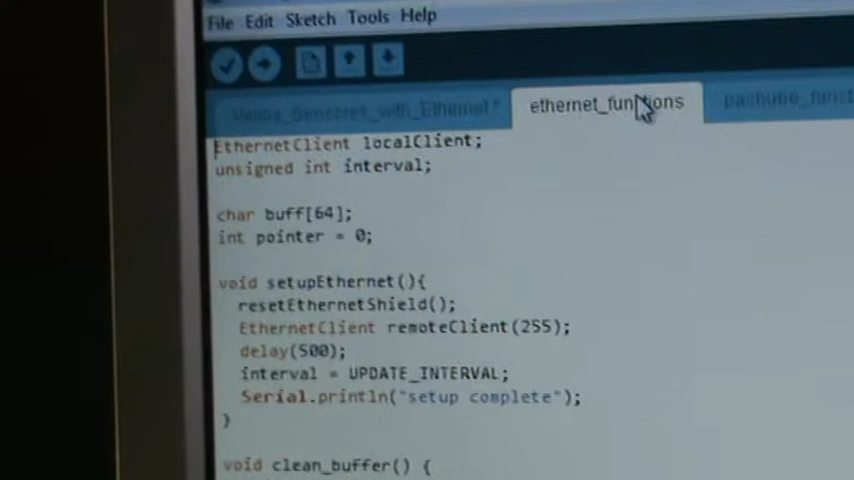 File Edit Sketch Tools Help
Varios_Sensores_with_Ethernet* ethernet_functions pachube_funct
EthernetClient localClient;
unsigned int interval;
char buff[64];
int pointer = 0;
void setupEthernet(){
resetEthernetShield();
EthernetClient remoteClient(255);
delay(500);
interval = UPDATE_INTERVAL;
Serial.println("setup complete");
}
void clean_buffer() {